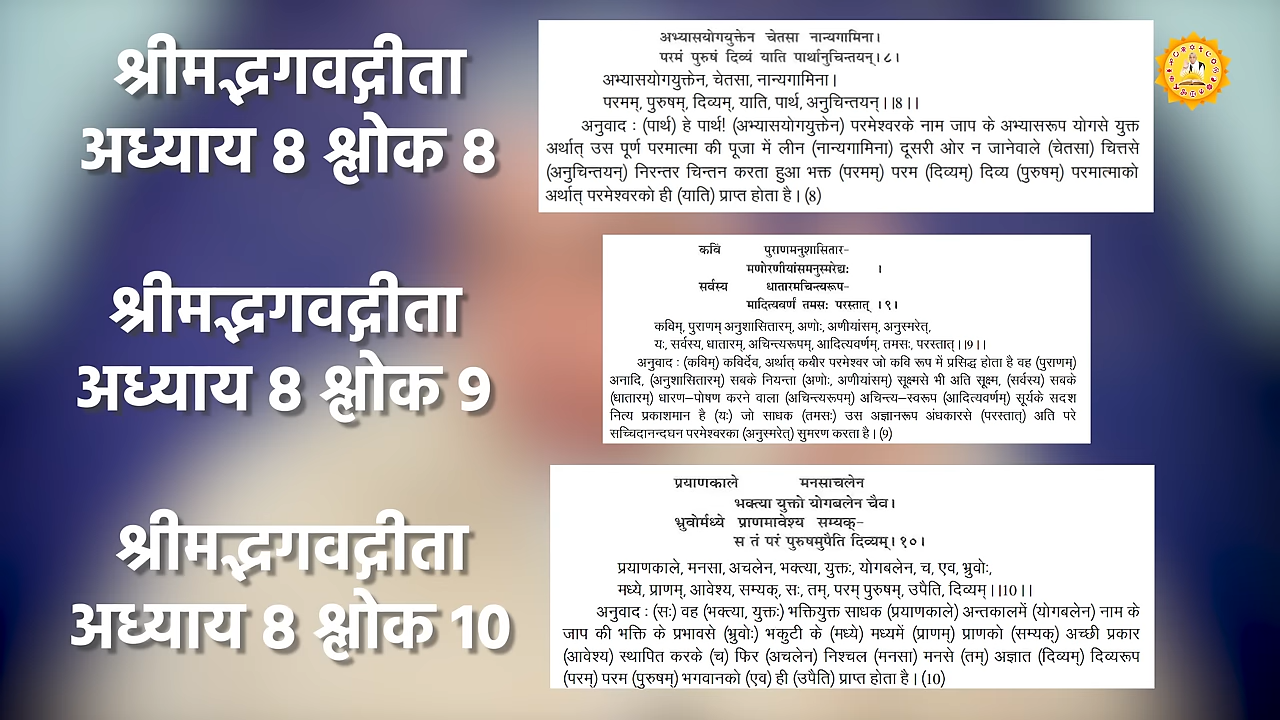 श्रीमद्भगवद्गीता
अध्याय 8 श्लोक 8
अभ्यासयोगयुक्तेन चेतसा नान्यगामिना।
परमं पुरुषं दिव्यं याति पार्थानुचिन्तयन्।८।
अभ्यासयोगयुक्तेन, चेतसा, नान्यगामिना।
परमम्, पुरुषम्, दिव्यम्, याति, पार्थ, अनुचिन्तयन्।।8।।
अनुवाद : (पार्थ) हे पार्थ! (अभ्यासयोगयुक्तेन) परमेश्वरके नाम जाप के अभ्यासरूप योगसे युक्त
अर्थात् उस पूर्ण परमात्मा की पूजा में लीन (नान्यगामिना) दूसरी ओर न जानेवाले (चेतसा) चित्तसे
(अनुचिन्तयन्) निरन्तर चिन्तन करता हुआ भक्त (परमम्) परम (दिव्यम्) दिव्य (पुरुषम्) परमात्माको
अर्थात् परमेश्वरको ही (याति) प्राप्त होता है। (8)
श्रीमद्भगवद्गीता
अध्याय 8 श्लोक 9
कविं पुराणमनुशासितार-
मणोरणीयांसमनुस्मरेद्यः ।
सर्वस्य धातारमचिन्त्यरूप-
मादित्यवर्णं तमसः परस्तात् ।९।
कविम्, पुराणम् अनुशासितारम्, अणोः, अणीयांसम्, अनुस्मरेत्,
यः, सर्वस्य, धातारम्, अचिन्त्यरूपम्, आदित्यवर्णम्, तमसः, परस्तात्।।9।।
अनुवाद : (कविम्) कविर्देव, अर्थात् कबीर परमेश्वर जो कवि रूप में प्रसिद्ध होता है वह (पुराणम्)
अनादि, (अनुशासितारम्) सबके नियन्ता (अणोः, अणीयांसम्) सूक्ष्मसे भी अति सूक्ष्म, (सर्वस्य) सबके
(धातारम्) धारण–पोषण करने वाला (अचिन्त्यरूपम्) अचिन्त्य–स्वरूप (आदित्यवर्णम्) सूर्यके सदश
नित्य प्रकाशमान है (यः) जो साधक (तमसः) उस अज्ञानरूप अंधकारसे (परस्तात्) अति परे
सच्चिदानन्दघन परमेश्वरका (अनुस्मरेत्) सुमरण करता है। (9)
श्रीमद्भगवद्गीता
अध्याय 8 श्लोक 10
प्रयाणकाले मनसाचलेन
भक्त्या युक्तो योगबलेन चैव।
भ्रुवोर्मध्ये प्राणमावेश्य सम्यक्-
स तं परं पुरुषमुपैति दिव्यम्।१०।
प्रयाणकाले, मनसा, अचलेन, भक्त्या, युक्तः, योगबलेन, च, एव, भ्रुवोः,
मध्ये, प्राणम्, आवेश्य, सम्यक्, सः, तम्, परम् पुरुषम्, उपैति, दिव्यम्।।10।।
अनुवाद : (सः) वह (भक्त्या, युक्तः) भक्तियुक्त साधक (प्रयाणकाले) अन्तकालमें (योगबलेन) नाम के
जाप की भक्ति के प्रभावसे (भ्रुवोः) भकुटी के (मध्ये) मध्यमें (प्राणम्) प्राणको (सम्यक्) अच्छी प्रकार
(आवेश्य) स्थापित करके (च) फिर (अचलेन) निश्चल (मनसा) मनसे (तम्) अज्ञात (दिव्यम्) दिव्यरूप
(परम्) परम (पुरुषम्) भगवानको (एव) ही (उपैति) प्राप्त होता है। (10)